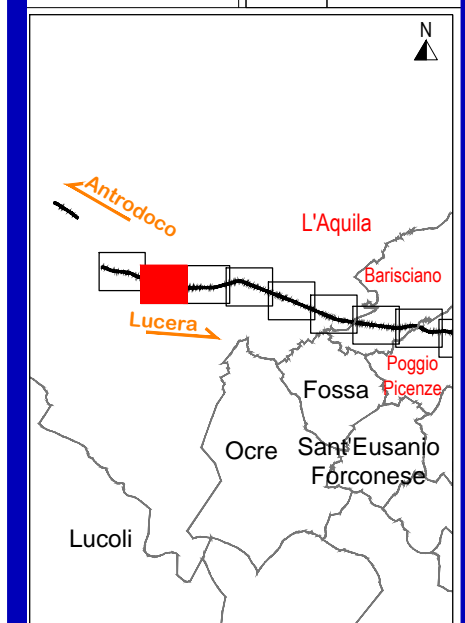 N
Antrodoco
L'Aquila
Barisciano
Lucera
Poggio
Picenze
Fossa
Ocre
Sant'Eusanio
Forconese
Lucoli